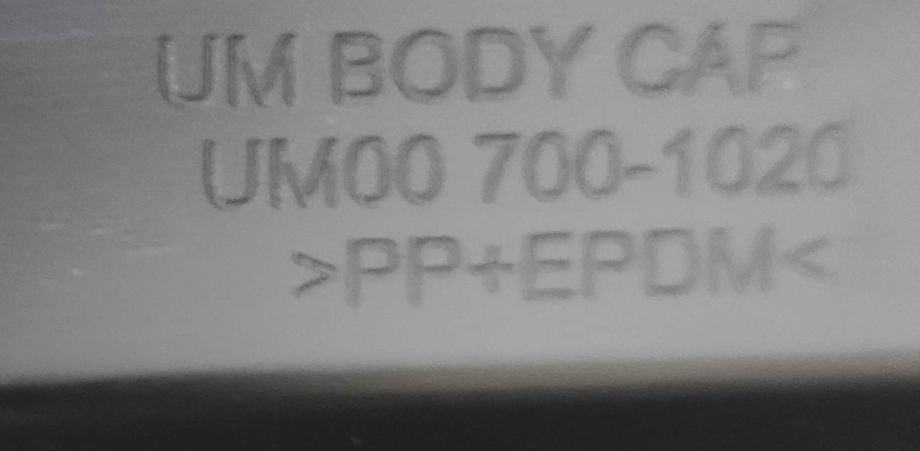 UM BODY CAP
UM00 700-1020
>PP+EPDM<